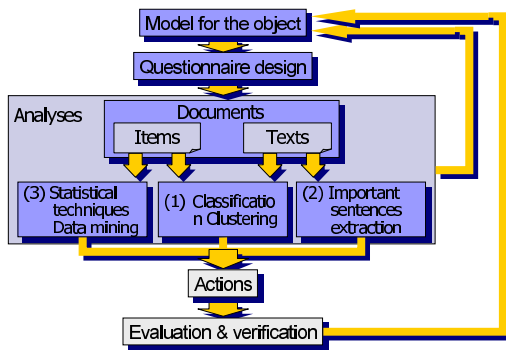 Model for the object
Questionnaire design
Analyses
Documents
Items
Texts
(3) Statistical
techniques
Data mining
(1) Classificatio
n Clustering
(2) Important
sentences
extraction
Actions
Evaluation & verification